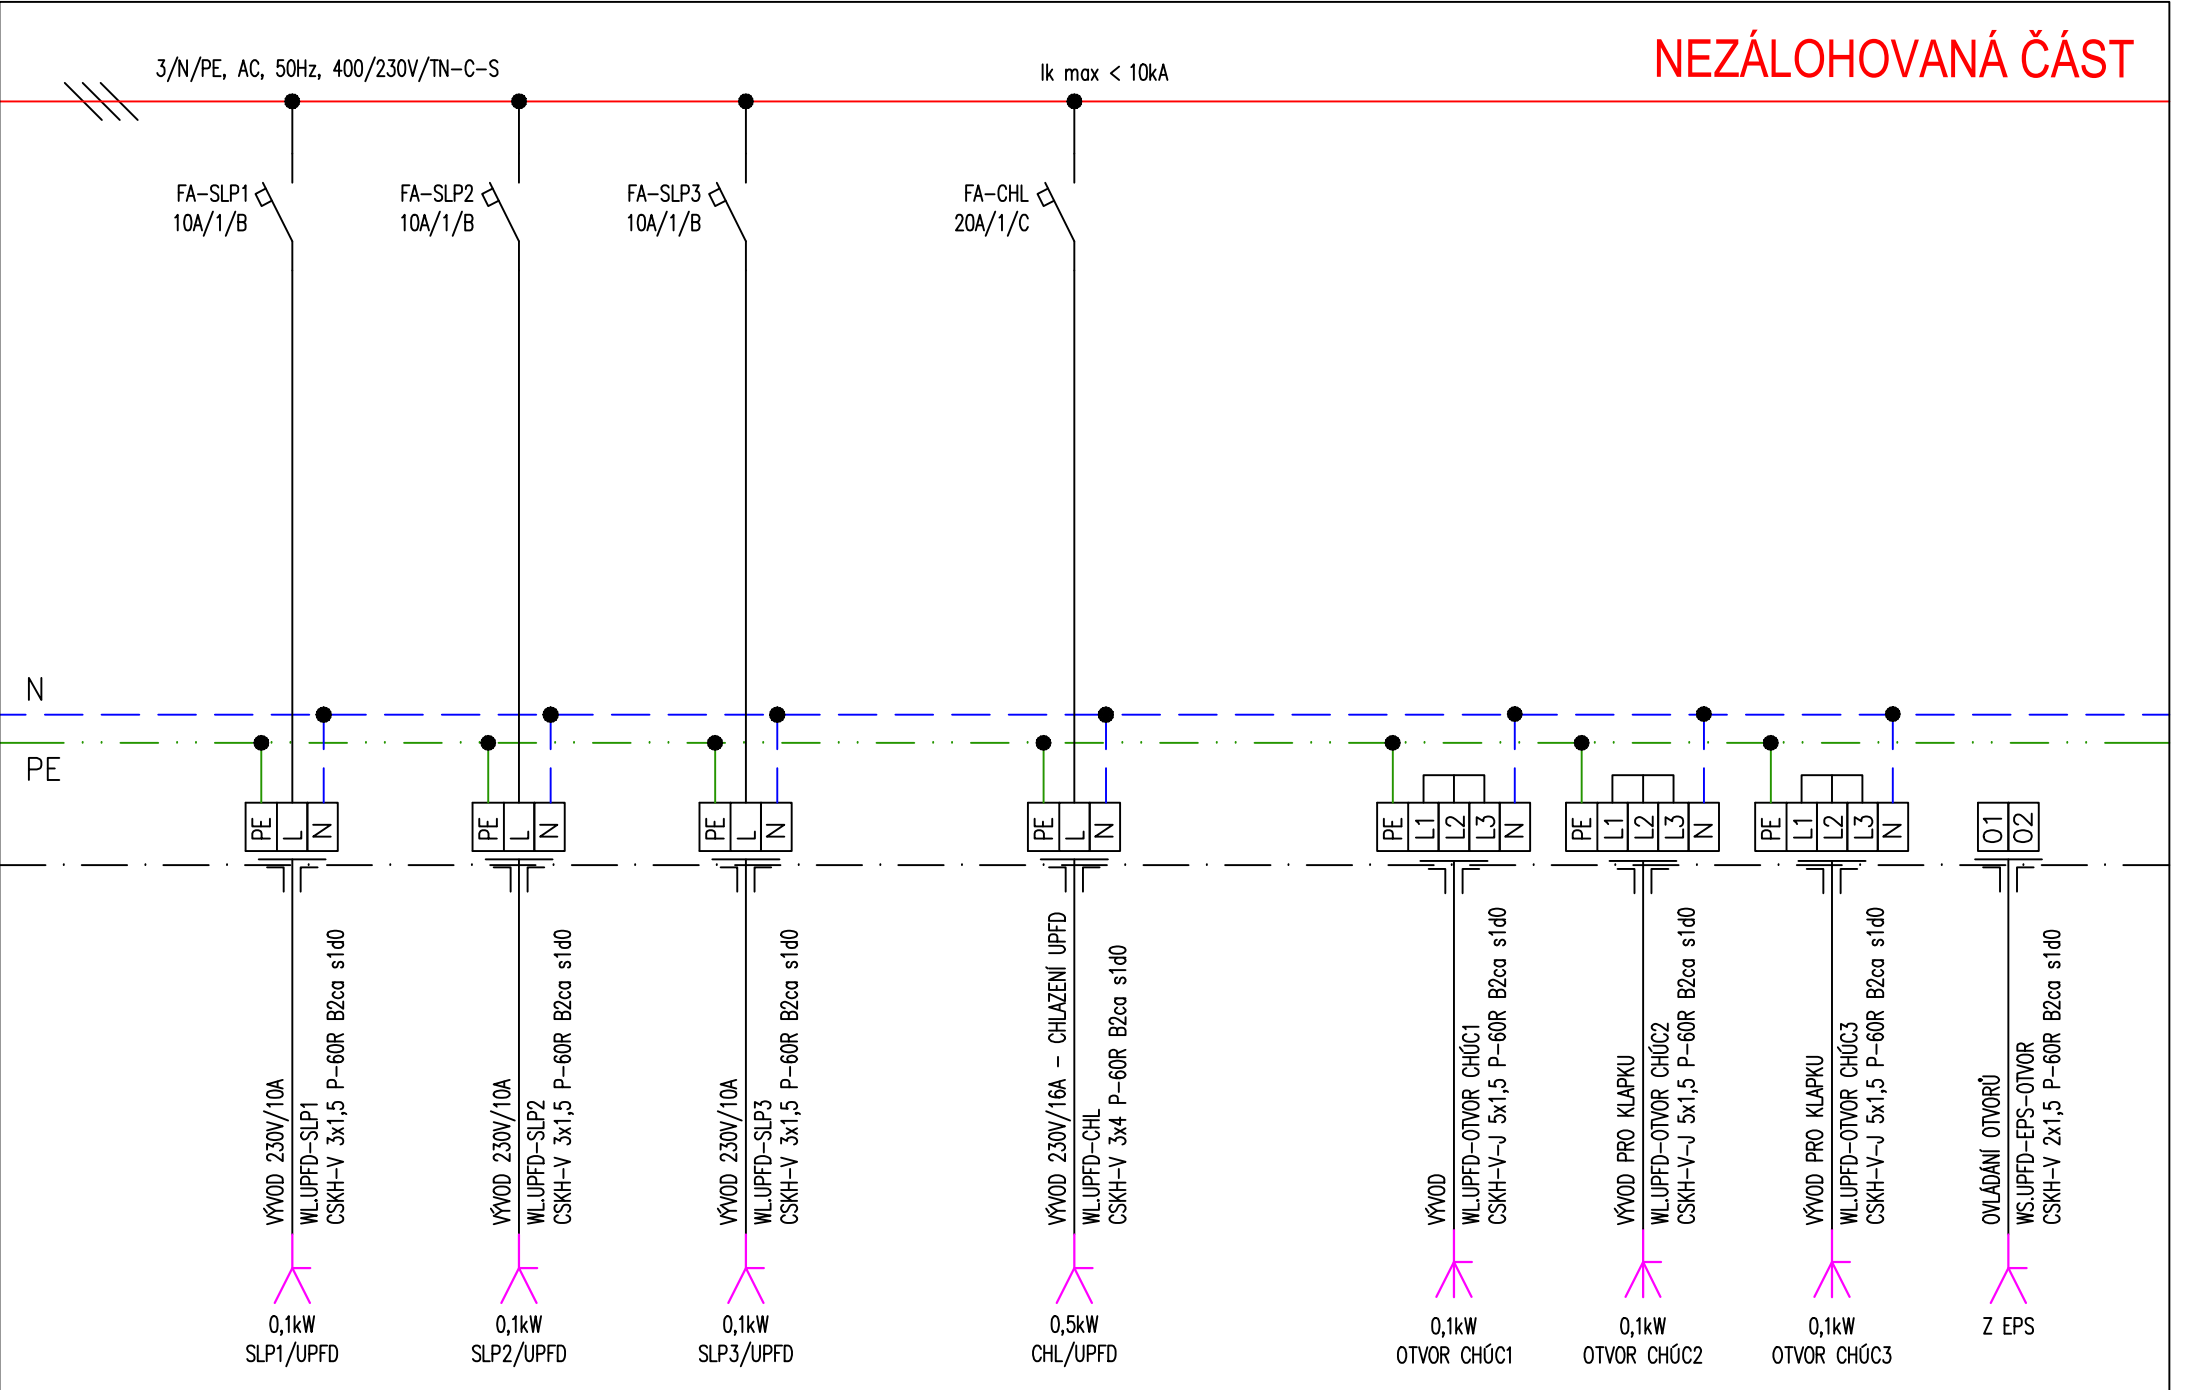 NEZÁLOHOVANÁ ČÁST
3/N/PE, AC, 50Hz, 400/230V/TN-C-S
Ik max < 10kA
FA-SLP1
10A/1/B
FA-SLP2
10A/1/B
FA-SLP3
10A/1/B
FA-CHL
20A/1/C
N
PE
PE L N
PE L N
PE L N
PE L N
PE L1 L2 L3 N
PE L1 L2 L3 N
PE L1 L2 L3 N
O1 O2
VÝVOD 230V/10A
WL.UPFD-SLP1
CSKH-V 3x1,5 P-60R B2ca s1d0
VÝVOD 230V/10A
WL.UPFD-SLP2
CSKH-V 3x1,5 P-60R B2ca s1d0
VÝVOD 230V/10A
WL.UPFD-SLP3
CSKH-V 3x1,5 P-60R B2ca s1d0
VÝVOD 230V/16A - CHLAZENÍ UPFD
WL.UPFD-CHL
CSKH-V 3x4 P-60R B2ca s1d0
VÝVOD
WL.UPFD-OTVOR CHÚC1
CSKH-V-J 5x1,5 P-60R B2ca s1d0
VÝVOD PRO KLAPKU
WL.UPFD-OTVOR CHÚC2
CSKH-V-J 5x1,5 P-60R B2ca s1d0
VÝVOD PRO KLAPKU
WL.UPFD-OTVOR CHÚC3
CSKH-V-J 5x1,5 P-60R B2ca s1d0
OVLÁDÁNÍ OTVORŮ
WS.UPFD-EPS-OTVOR
CSKH-V 2x1,5 P-60R B2ca s1d0
0,1kW
SLP1/UPFD
0,1kW
SLP2/UPFD
0,1kW
SLP3/UPFD
0,5kW
CHL/UPFD
0,1kW
OTVOR CHÚC1
0,1kW
OTVOR CHÚC2
0,1kW
OTVOR CHÚC3
Z EPS